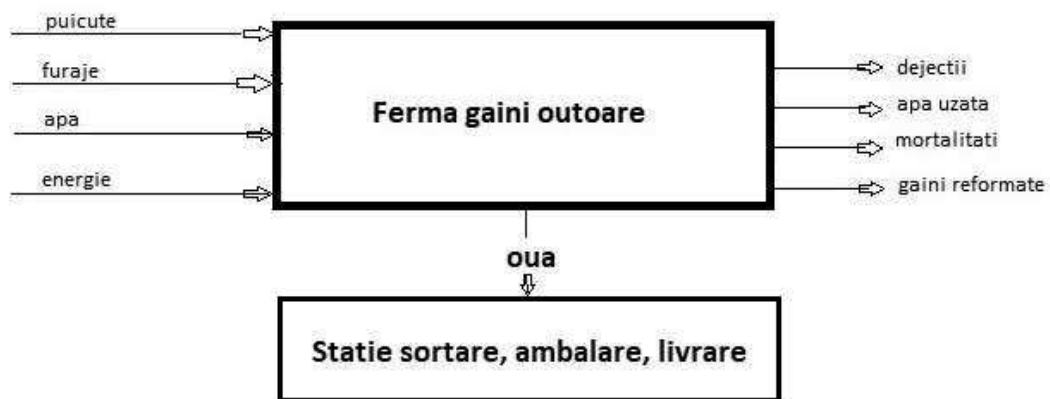 puicute
furaje
apa
energie
Ferma gaini outoare
dejectii
apa uzata
mortalitati
gaini reformate
oua
Statie sortare, ambalare, livrare